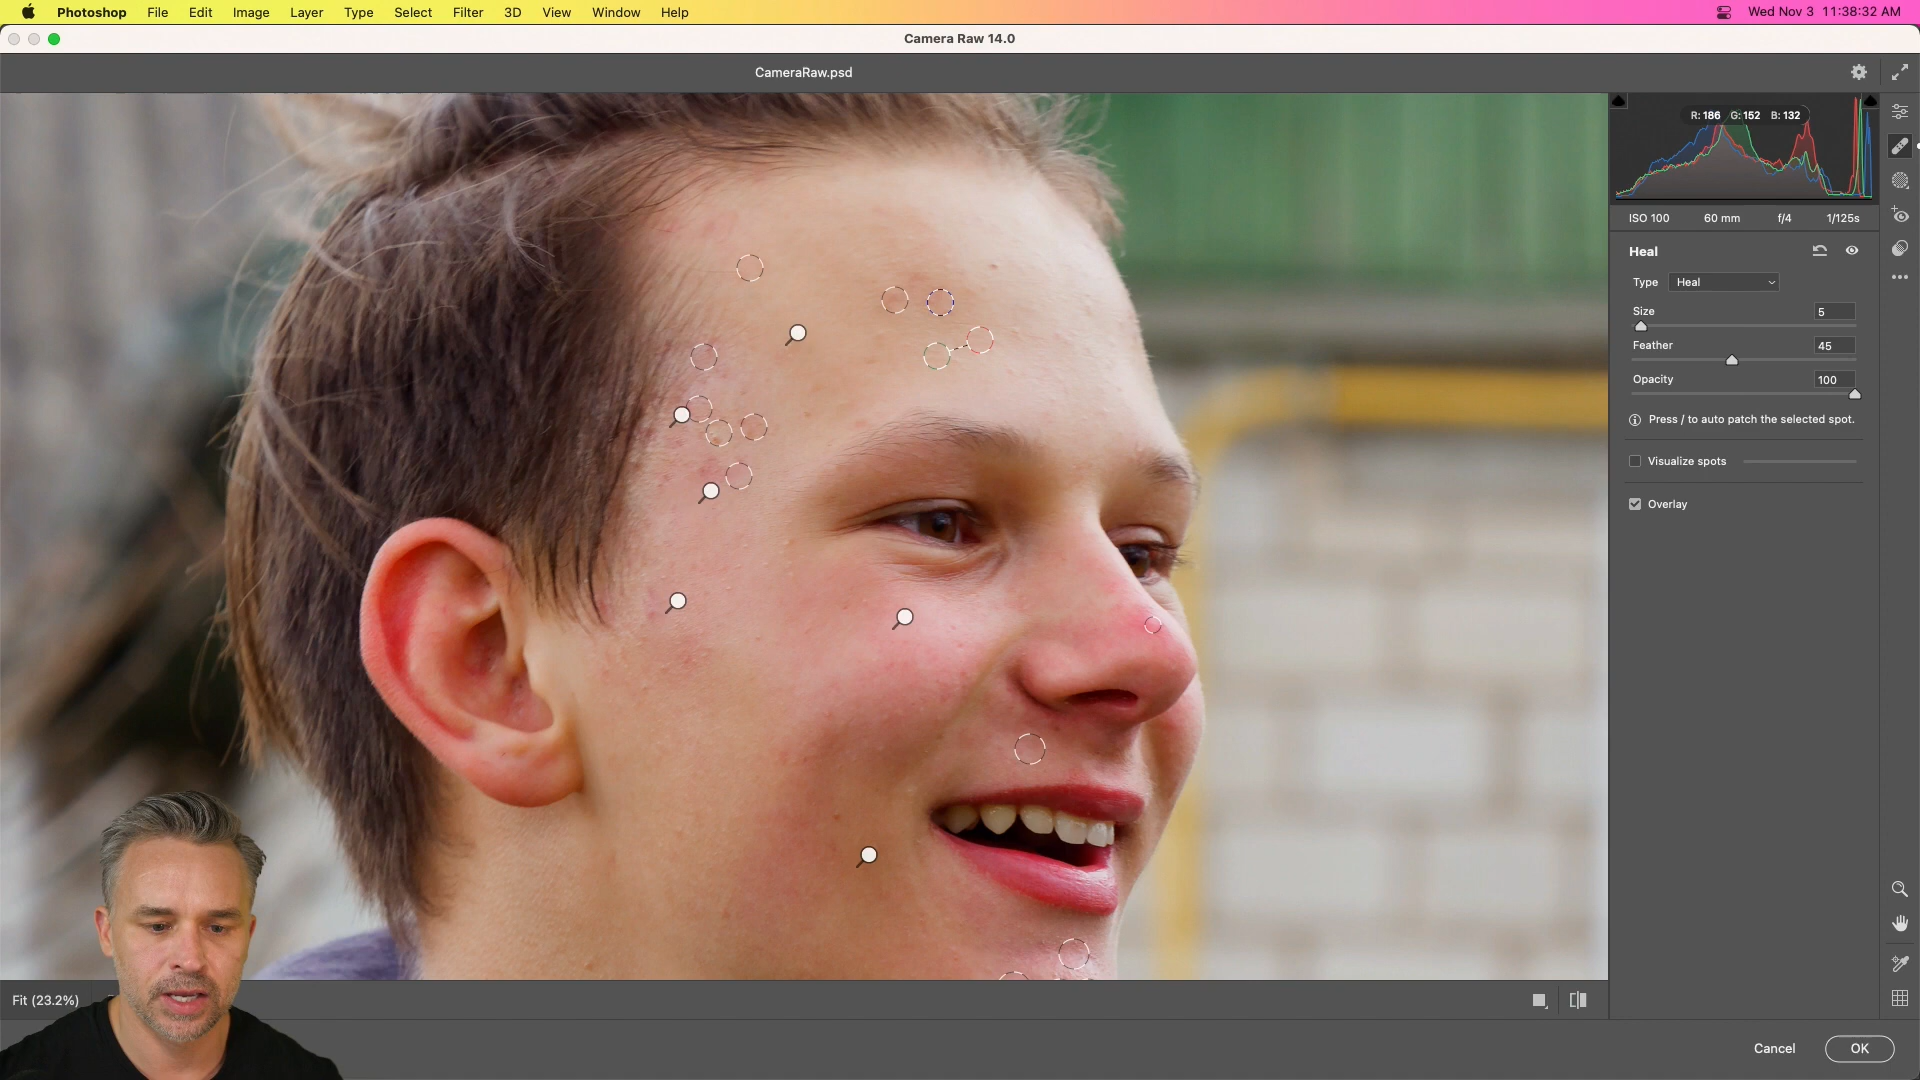 Photoshop File Edit Image Layer Type Select Filter 3D View Window Help Wed Nov 3 11:38:32 AM
Camera Raw 14.0
CameraRaw.psd
R: 186 G: 152 B: 132
ISO 100 60 mm f/4 1/125s
Heal
Type Heal
Size 5
Feather 45
Opacity 100
Press / to auto patch the selected spot.
Visualize spots
Overlay
Fit (23.2%)
Cancel OK